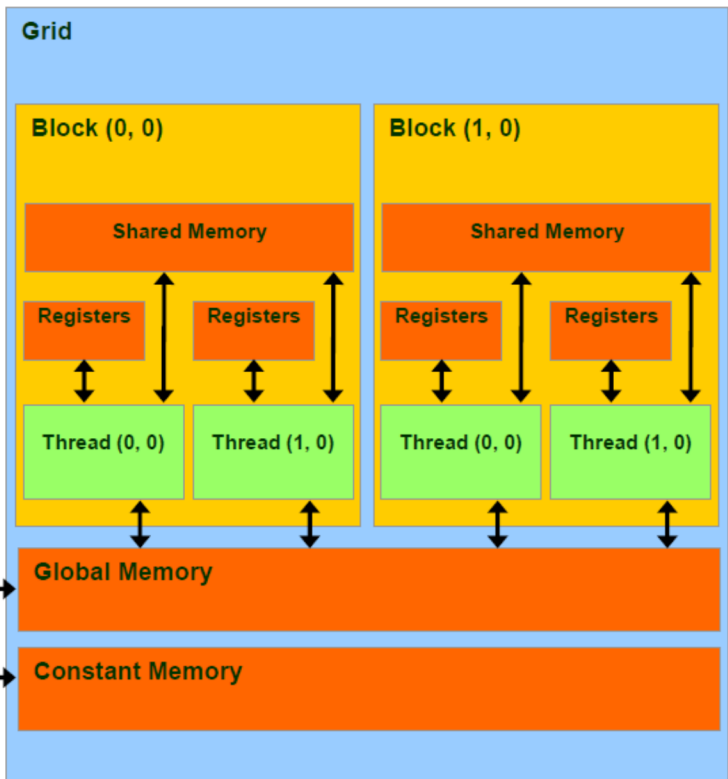 Grid
Block (0, 0)
Block (1, 0)
Shared Memory
Shared Memory
Registers
Registers
Registers
Registers
Thread (0, 0)
Thread (1, 0)
Thread (0, 0)
Thread (1, 0)
Global Memory
Constant Memory